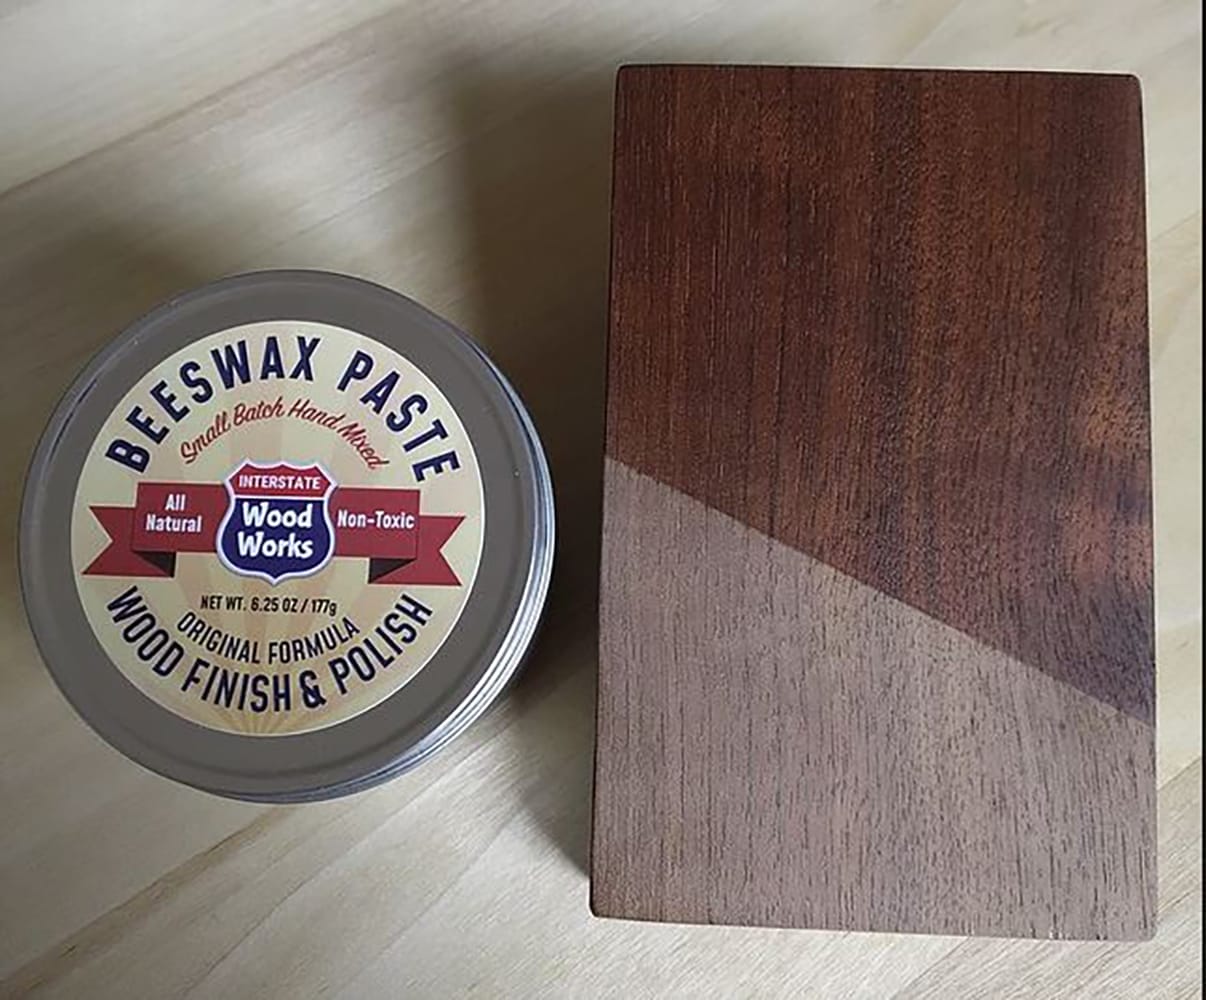 BEESWAX PASTE
Small Batch Hand Mixed
INTERSTATE
All Natural
Wood Works
Non-Toxic
NET WT. 6.25 OZ / 177g
ORIGINAL FORMULA
WOOD FINISH & POLISH